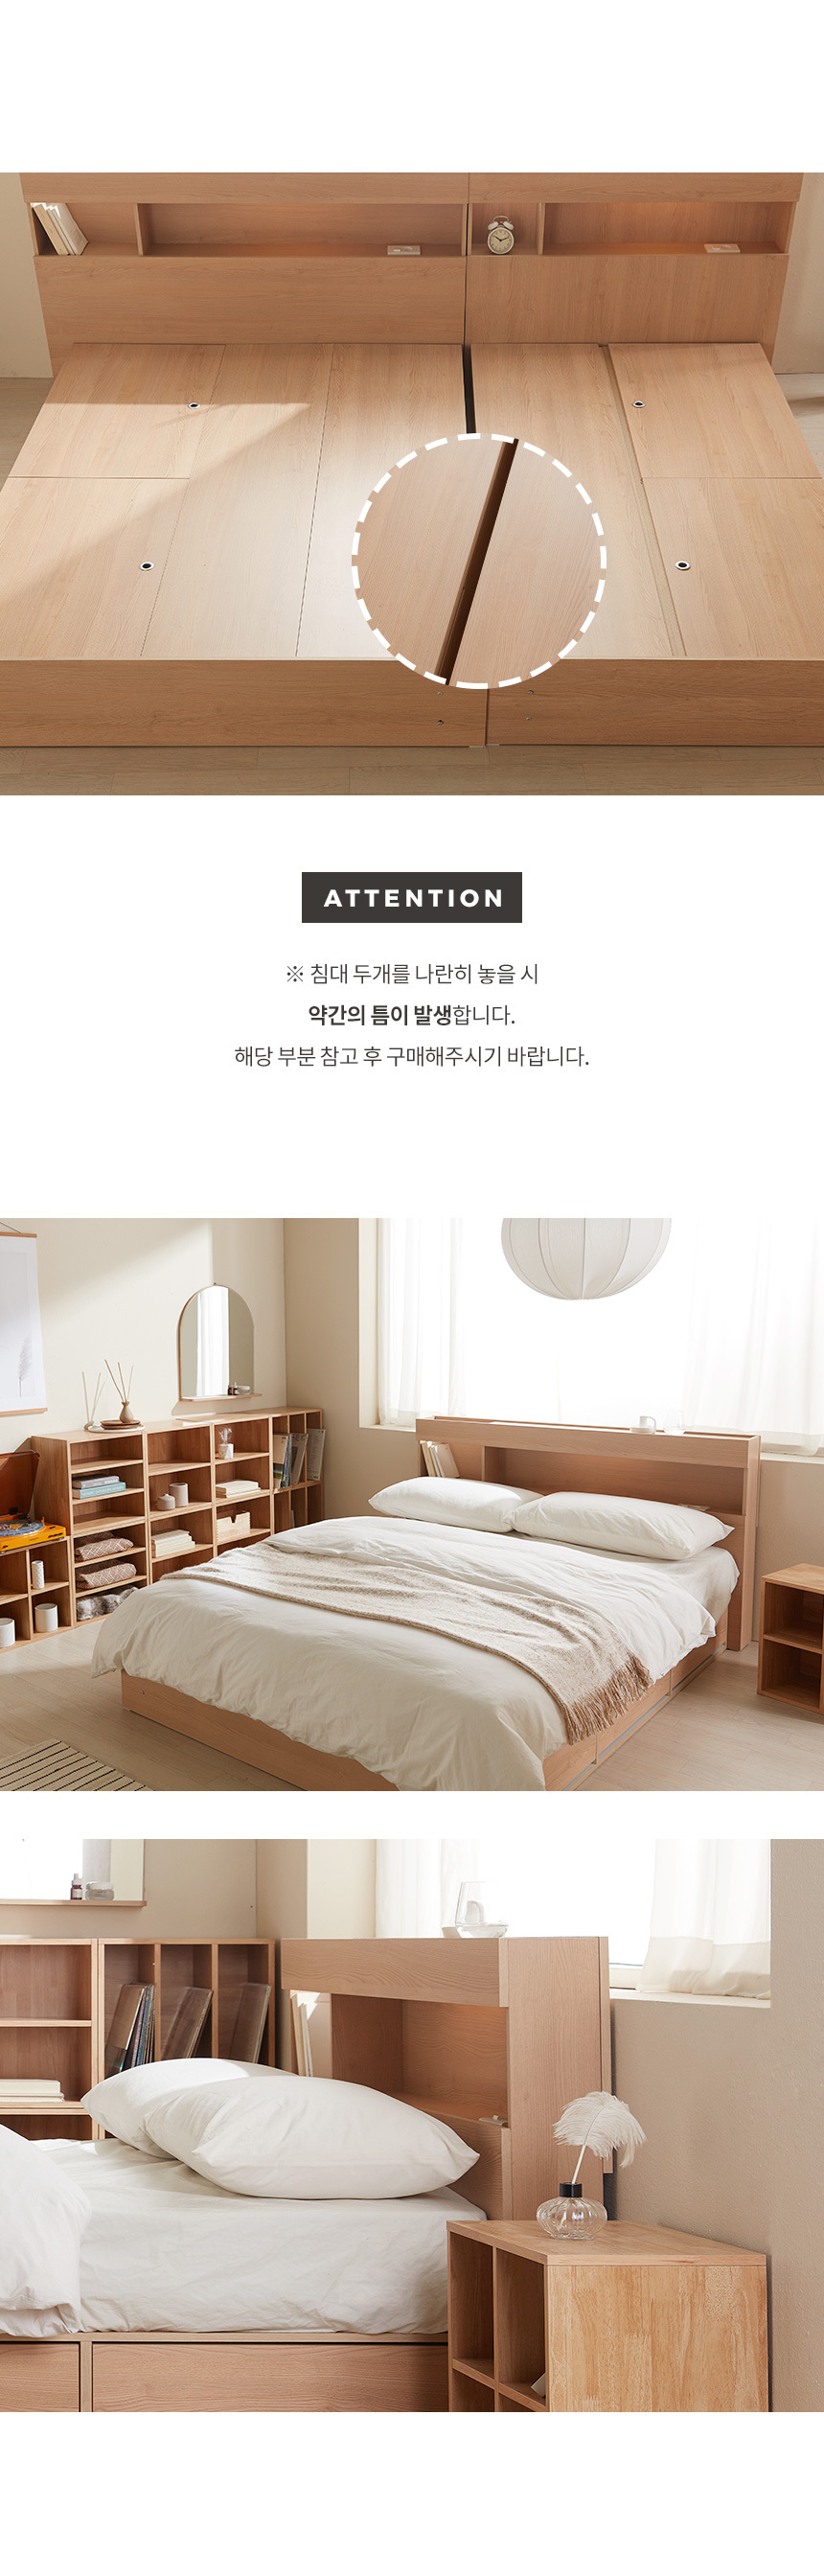 ATTENTION
※ 침대 두개를 나란히 놓을 시
약간의 틈이 발생합니다.
해당 부분 참고 후 구매해주시기 바랍니다.